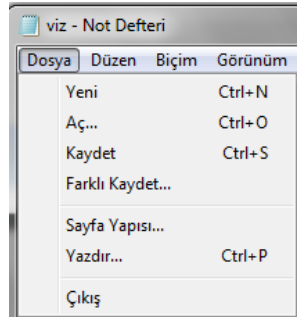 viz - Not Defteri
Dosya Düzen Biçim Görünüm
Yeni Ctrl+N
Aç... Ctrl+O
Kaydet Ctrl+S
Farklı Kaydet...
Sayfa Yapısı...
Yazdır... Ctrl+P
Çıkış